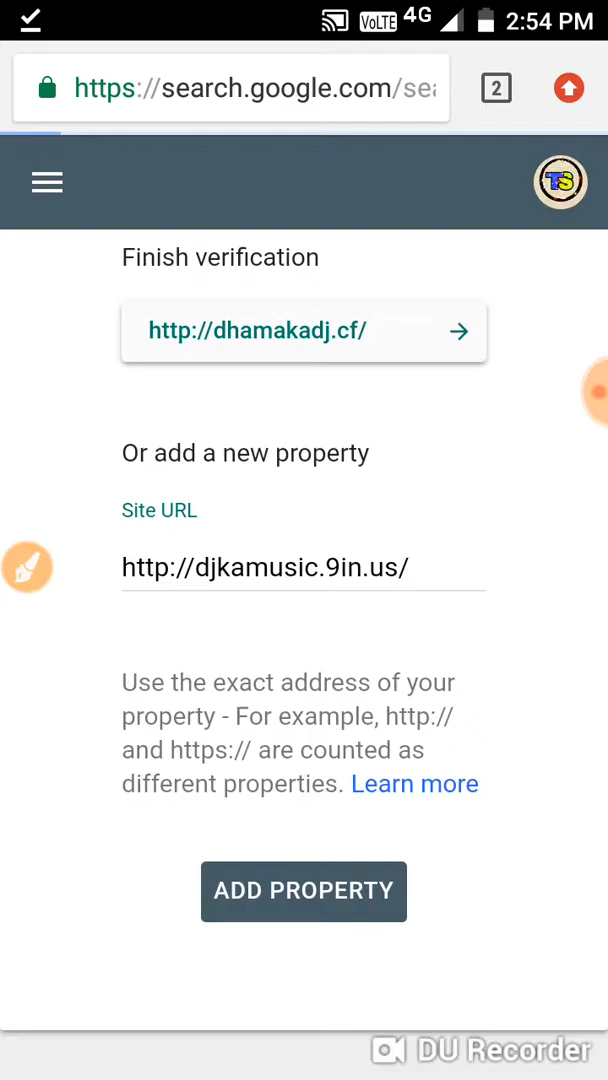 VoLTE 4G 2:54 PM
https://search.google.com/sea
2
TS
Finish verification
http://dhamakadj.cf/
Or add a new property
Site URL
http://djkamusic.9in.us/
Use the exact address of your
property - For example, http://
and https:// are counted as
different properties. Learn more
ADD PROPERTY
DU Recorder